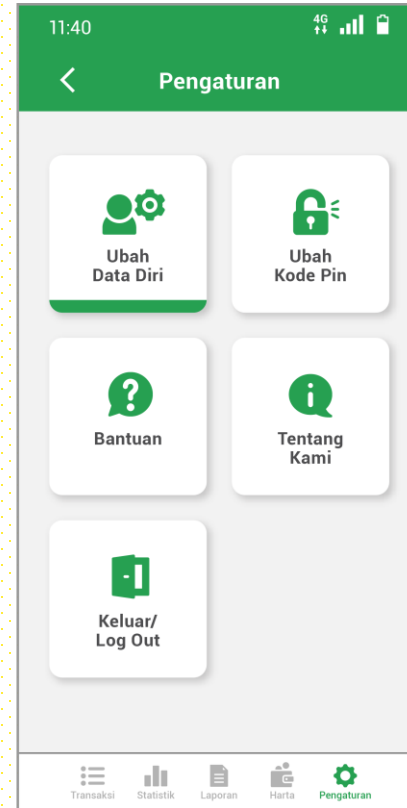 11:40
4G
Pengaturan
Ubah
Data Diri
Ubah
Kode Pin
Bantuan
Tentang
Kami
Keluar/
Log Out
Transaksi
Statistik
Laporan
Harta
Pengaturan